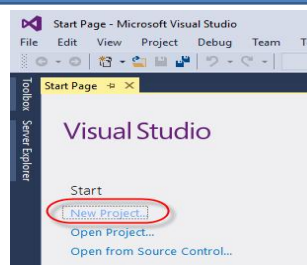 Start Page - Microsoft Visual Studio
File Edit View Project Debug Team T
Start Page
Toolbox
Server Explorer
Visual Studio
Start
New Project...
Open Project...
Open from Source Control...